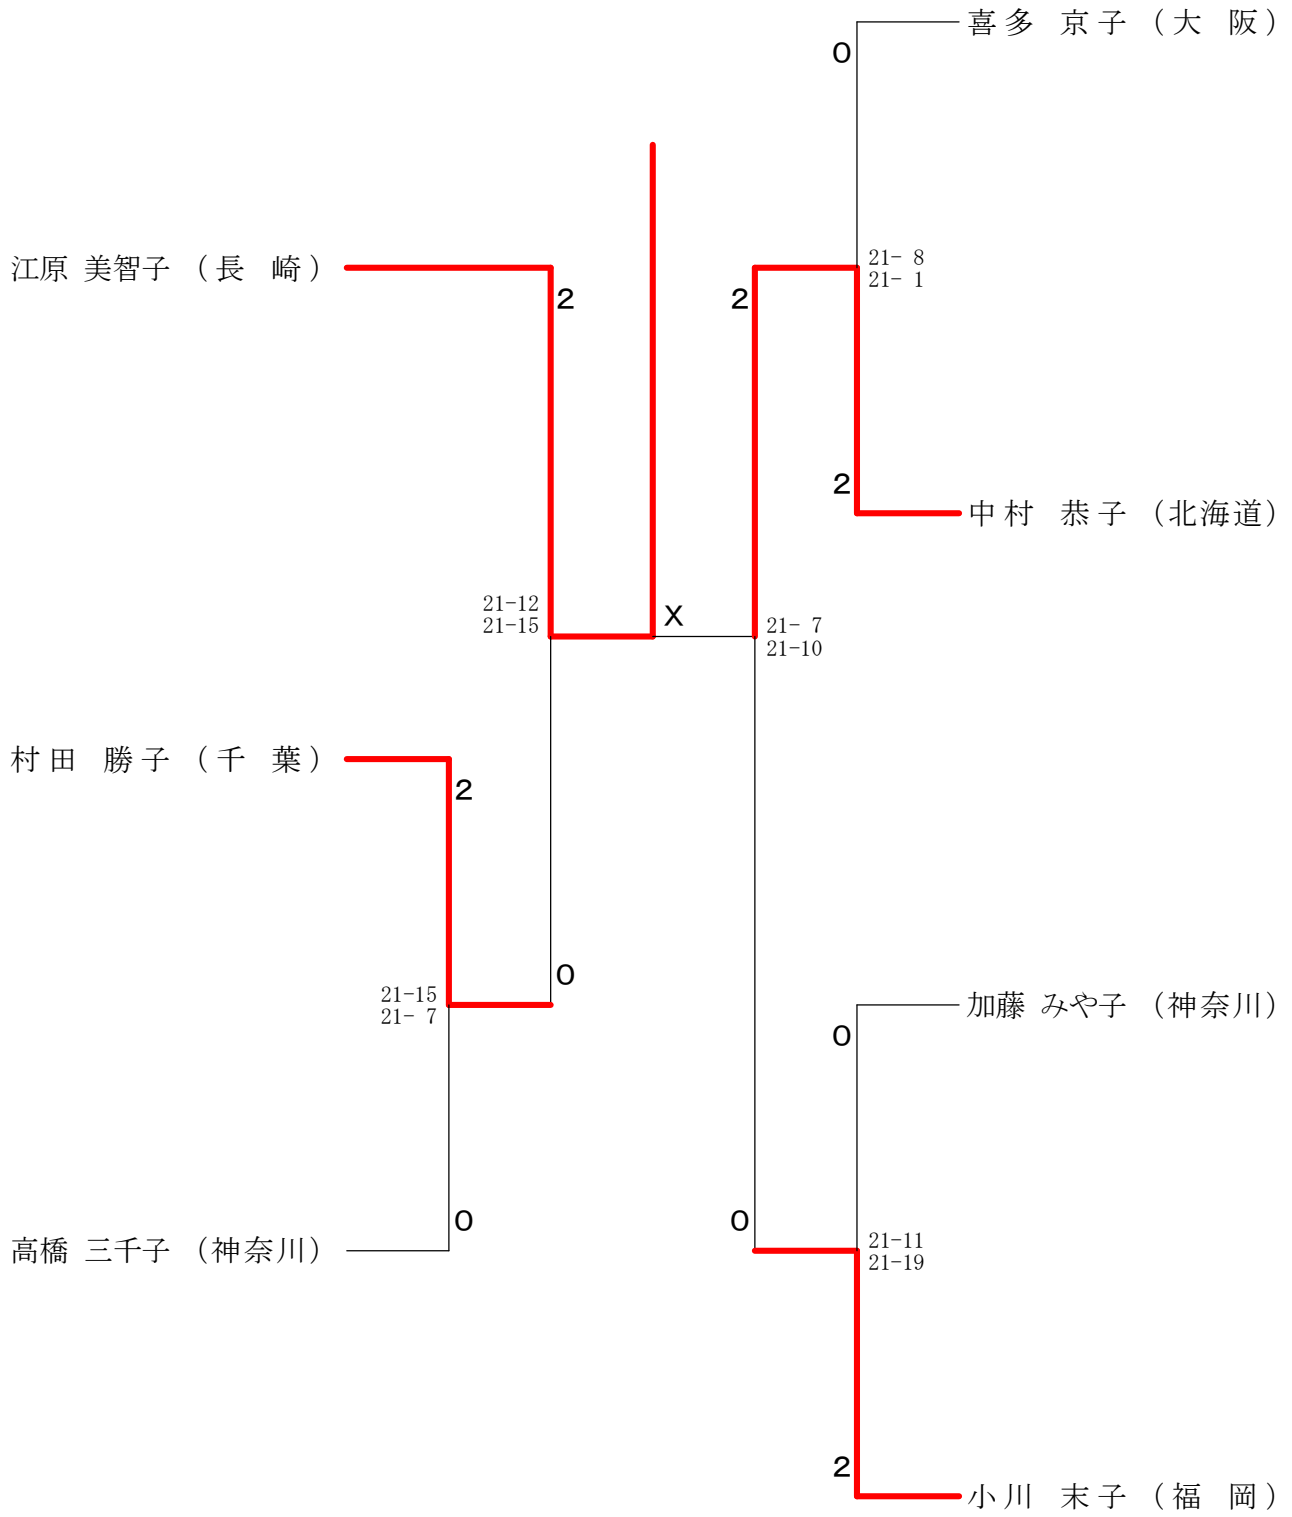 喜多 京子 （大 阪）
0
江原 美智子 （長 崎）
2
2
21- 8
21- 1
2
中村 恭子 （北海道）
21-12
21-15
X
21- 7
21-10
村田 勝子 （千 葉）
2
0
21-15
21- 7
加藤 みや子 （神奈川）
0
0
0
高橋 三千子 （神奈川）
21-11
21-19
2
小川 末子 （福 岡）